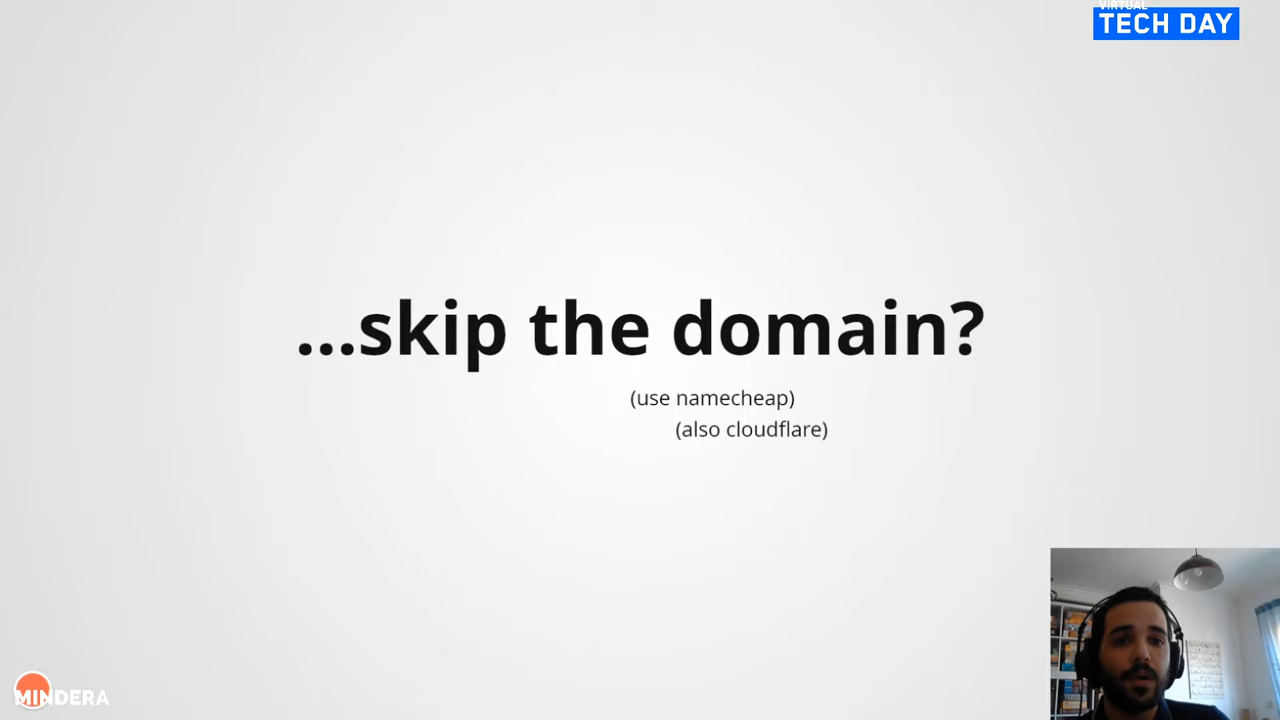 VIRTUAL
TECH DAY
...skip the domain?
(use namecheap)
(also cloudflare)
MINDERA